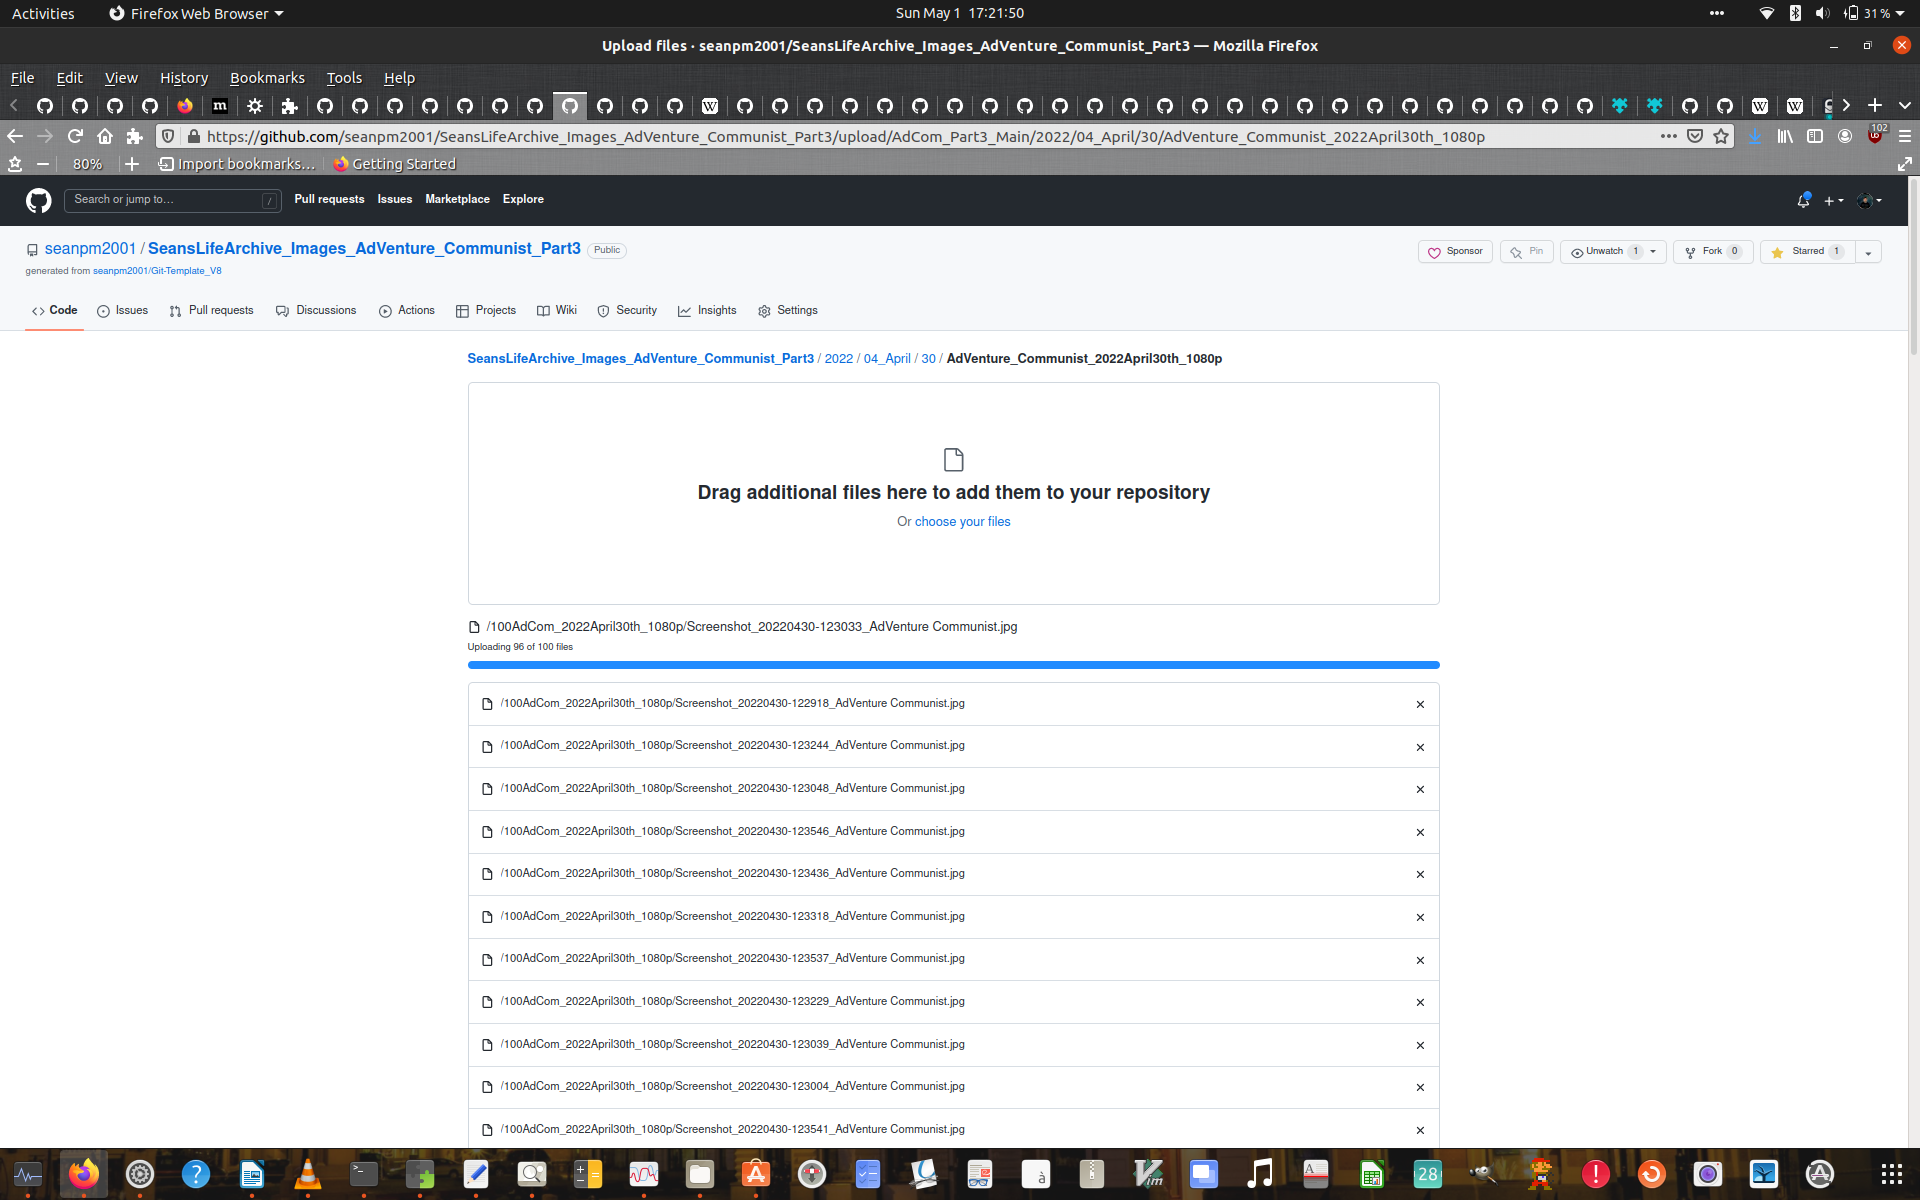 Activities Firefox Web Browser Sun May 1 17:21:50 31%
Upload files · seanpm2001/SeansLifeArchive_Images_AdVenture_Communist_Part3 — Mozilla Firefox
File Edit View History Bookmarks Tools Help
https://github.com/seanpm2001/SeansLifeArchive_Images_AdVenture_Communist_Part3/upload/AdCom_Part3_Main/2022/04_April/30/AdVenture_Communist_2022April30th_1080p 102
80% Import bookmarks... Getting Started
Search or jump to... / Pull requests Issues Marketplace Explore
seanpm2001 / SeansLifeArchive_Images_AdVenture_Communist_Part3 Public Sponsor Pin Unwatch 1 Fork 0 Starred 1
generated from seanpm2001/Git-Template_V8
Code Issues Pull requests Discussions Actions Projects Wiki Security Insights Settings
SeansLifeArchive_Images_AdVenture_Communist_Part3 / 2022 / 04_April / 30 / AdVenture_Communist_2022April30th_1080p
Drag additional files here to add them to your repository
Or choose your files
/100AdCom_2022April30th_1080p/Screenshot_20220430-123033_AdVenture Communist.jpg
Uploading 96 of 100 files
/100AdCom_2022April30th_1080p/Screenshot_20220430-122918_AdVenture Communist.jpg
/100AdCom_2022April30th_1080p/Screenshot_20220430-123244_AdVenture Communist.jpg
/100AdCom_2022April30th_1080p/Screenshot_20220430-123048_AdVenture Communist.jpg
/100AdCom_2022April30th_1080p/Screenshot_20220430-123546_AdVenture Communist.jpg
/100AdCom_2022April30th_1080p/Screenshot_20220430-123436_AdVenture Communist.jpg
/100AdCom_2022April30th_1080p/Screenshot_20220430-123318_AdVenture Communist.jpg
/100AdCom_2022April30th_1080p/Screenshot_20220430-123537_AdVenture Communist.jpg
/100AdCom_2022April30th_1080p/Screenshot_20220430-123229_AdVenture Communist.jpg
/100AdCom_2022April30th_1080p/Screenshot_20220430-123039_AdVenture Communist.jpg
/100AdCom_2022April30th_1080p/Screenshot_20220430-123004_AdVenture Communist.jpg
/100AdCom_2022April30th_1080p/Screenshot_20220430-123541_AdVenture Communist.jpg
28